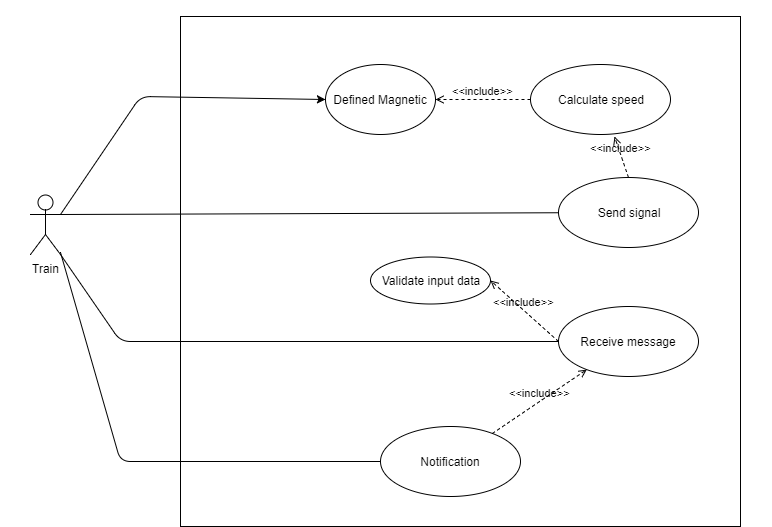 Defined Magnetic
<<include>>
Calculate speed
<<include>>
Send signal
Train
Validate input data
<<include>>
Receive message
<<include>>
Notification